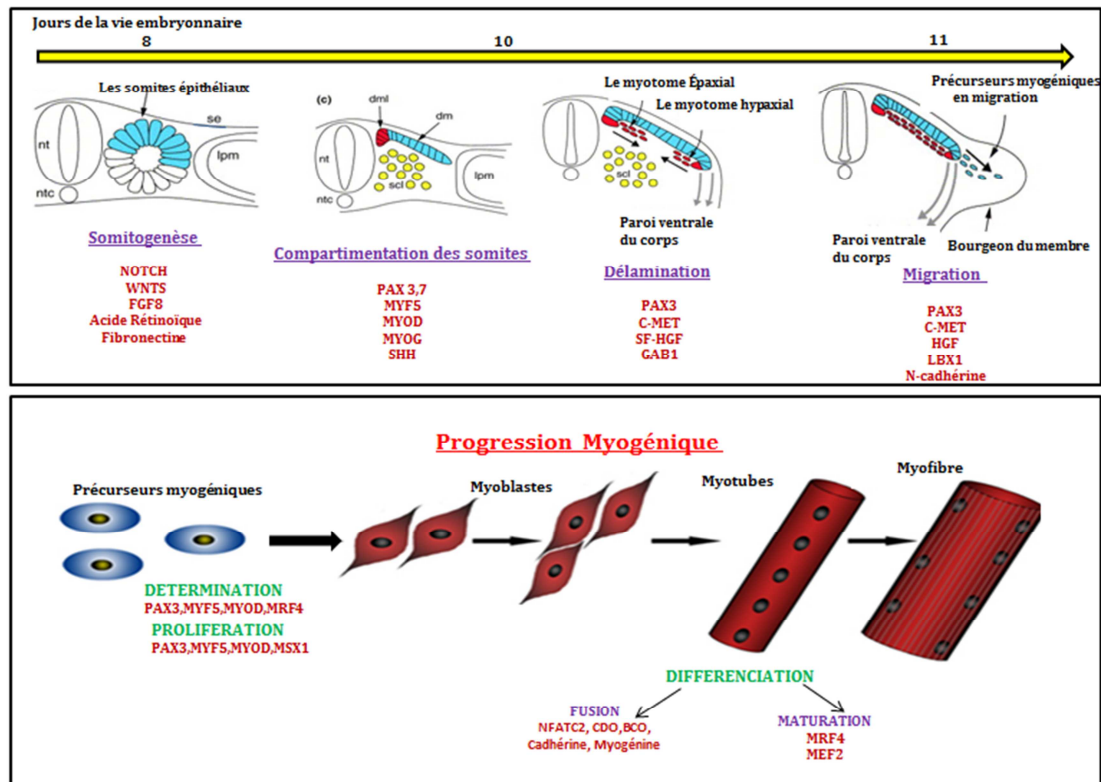 Jours de la vie embryonnaire
8
10
11
Les somites épithéliaux
se
nt
lpm
ntc
Somitogenèse
NOTCH
WNTS
FGF8
Acide Rétinoïque
Fibronectine
(c)
dml
dm
nt
scl
lpm
ntc
Compartimentation des somites
PAX 3,7
MYF5
MYOD
MYOG
SHH
Le myotome Épaxial
Le myotome hypaxial
scl
Paroi ventrale
du corps
Délamination
PAX3
C-MET
SF-HGF
GAB1
Précurseurs myogéniques
en migration
Paroi ventrale
du corps
Bourgeon du membre
Migration
PAX3
C-MET
HGF
LBX1
N-cadhérine
Progression Myogénique
Précurseurs myogéniques
Myoblastes
Myotubes
Myofibre
DETERMINATION
PAX3,MYF5,MYOD,MRF4
PROLIFERATION
PAX3,MYF5,MYOD,MSX1
DIFFERENCIATION
FUSION
NFATC2, CDO,BCO,
Cadhérine, Myogénine
MATURATION
MRF4
MEF2